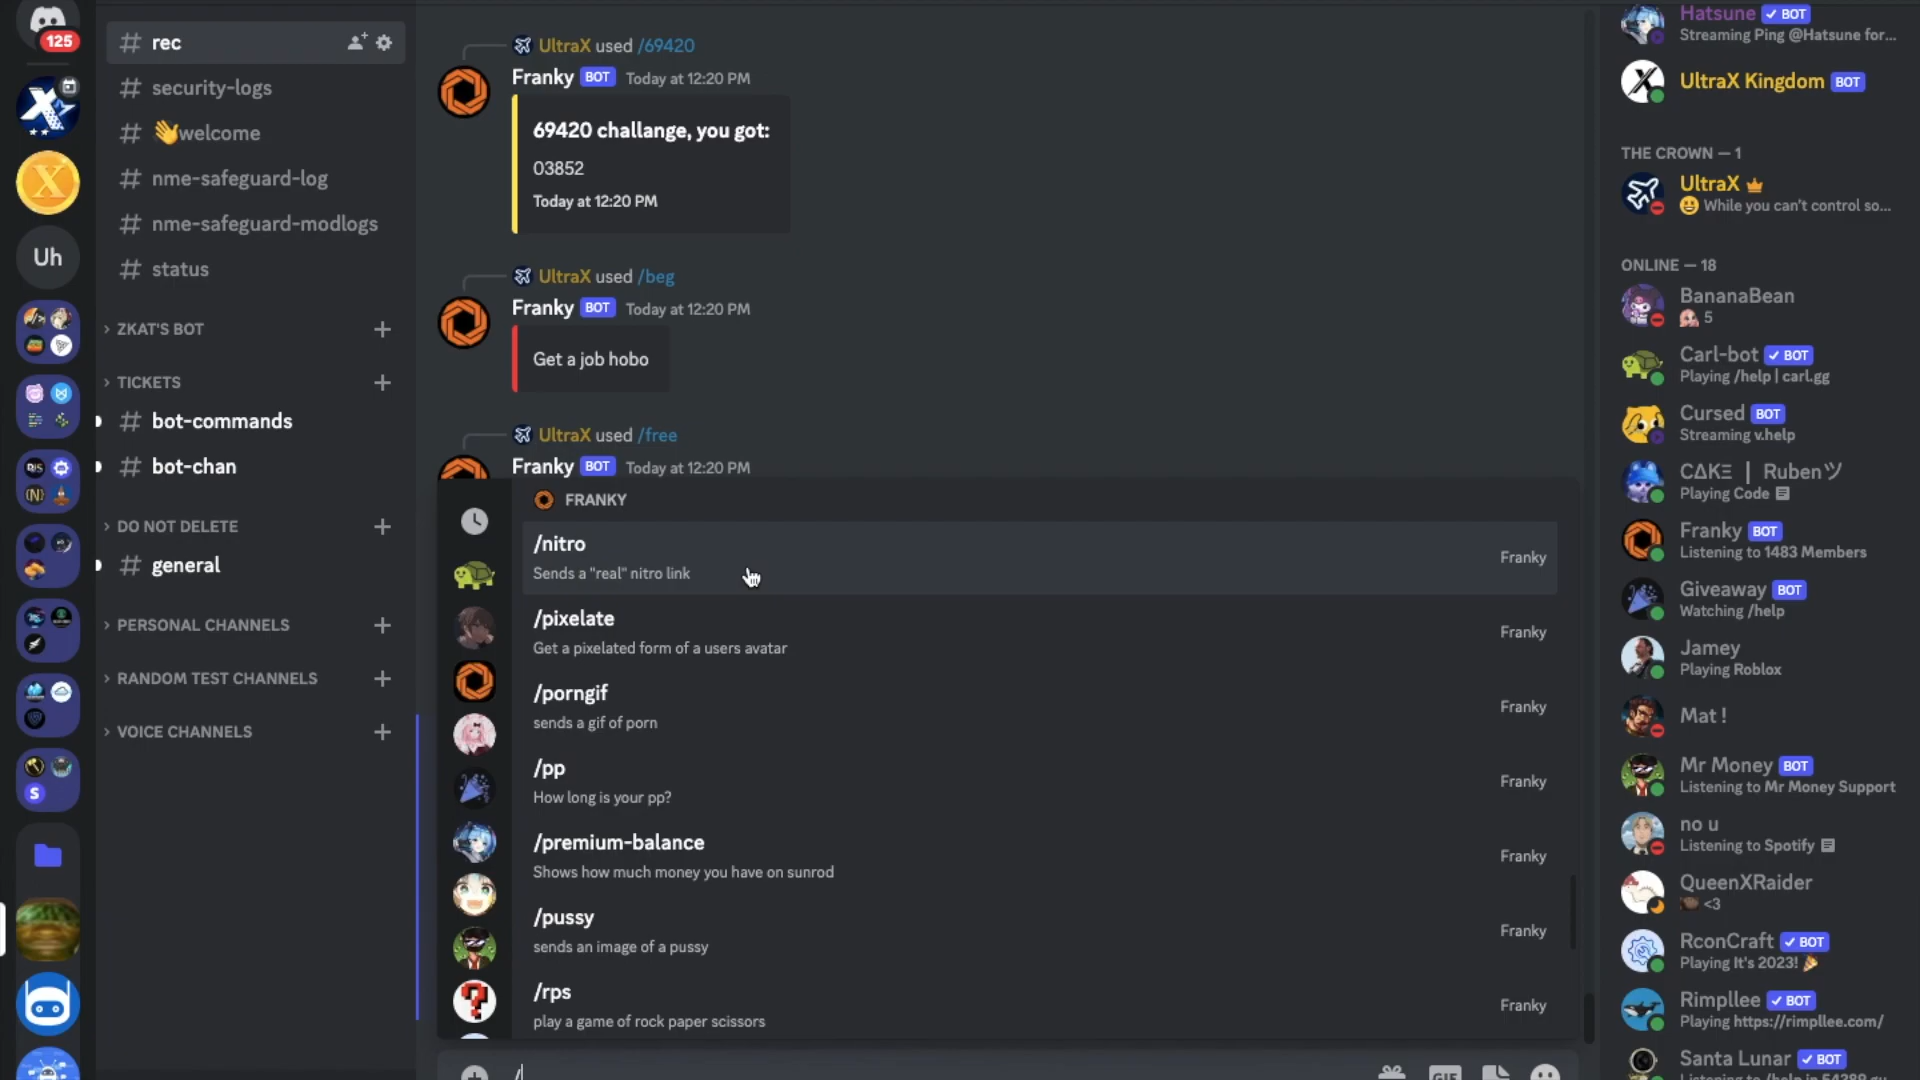 125
Uh
# rec
# security-logs
# 👋welcome
# nme-safeguard-log
# nme-safeguard-modlogs
# status
ZKAT'S BOT
TICKETS
# bot-commands
# bot-chan
DO NOT DELETE
# general
PERSONAL CHANNELS
RANDOM TEST CHANNELS
VOICE CHANNELS
UltraX used /69420
Franky BOT Today at 12:20 PM
69420 challange, you got:
03852
Today at 12:20 PM
UltraX used /beg
Franky BOT Today at 12:20 PM
Get a job hobo
UltraX used /free
Franky BOT Today at 12:20 PM
FRANKY
/nitro
Sends a "real" nitro link
Franky
/pixelate
Get a pixelated form of a users avatar
Franky
/porngif
sends a gif of porn
Franky
/pp
How long is your pp?
Franky
/premium-balance
Shows how much money you have on sunrod
Franky
/pussy
sends an image of a pussy
Franky
/rps
play a game of rock paper scissors
Franky
/
GIF
Hatsune ✓ BOT
Streaming Ping @Hatsune for...
UltraX Kingdom BOT
THE CROWN — 1
UltraX
😀 While you can't control so...
ONLINE — 18
BananaBean
5
Carl-bot ✓ BOT
Playing /help | carl.gg
Cursed BOT
Streaming v.help
CΔKΞ | Rubenツ
Playing Code
Franky BOT
Listening to 1483 Members
Giveaway BOT
Watching /help
Jamey
Playing Roblox
Mat !
Mr Money BOT
Listening to Mr Money Support
no u
Listening to Spotify
QueenXRaider
<3
RconCraft ✓ BOT
Playing It's 2023! 🎉
Rimpllee ✓ BOT
Playing https://rimpllee.com/
Santa Lunar ✓ BOT